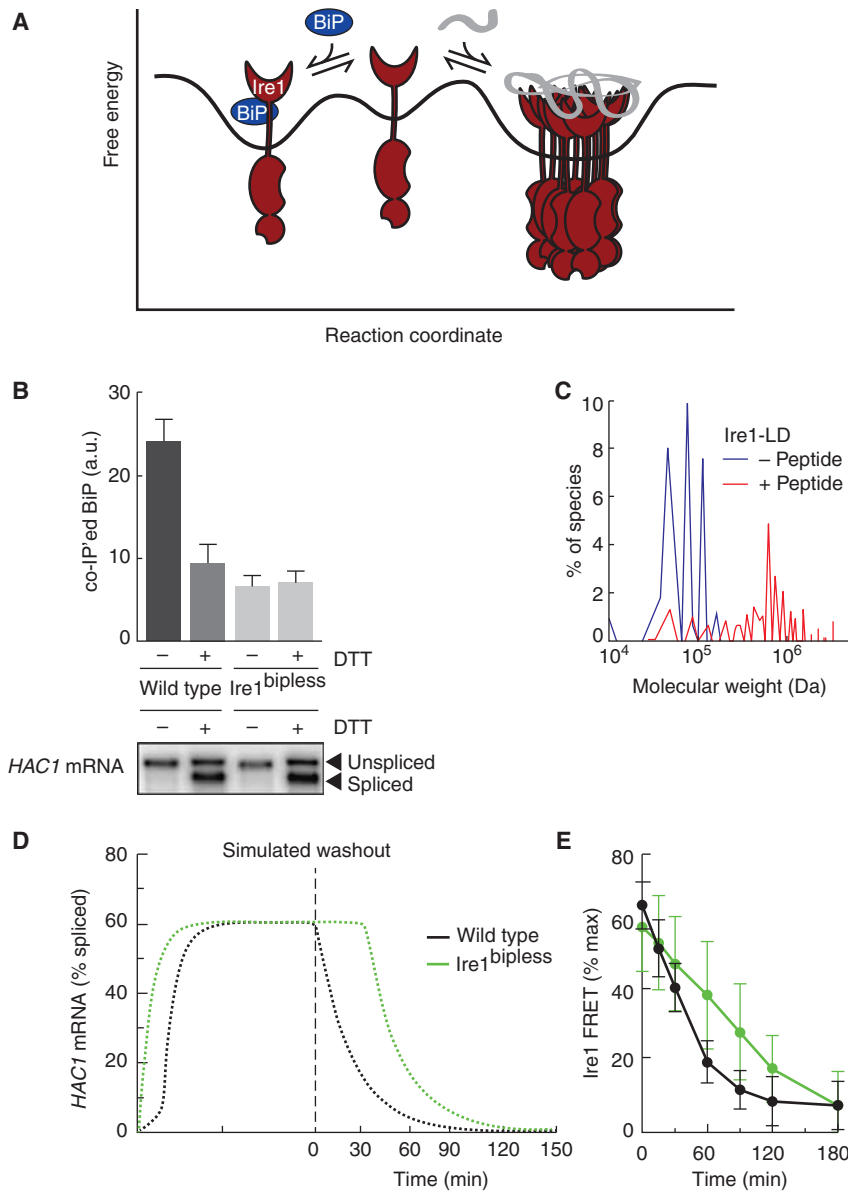 A
BiP
Ire1
BiP
Free energy
Reaction coordinate
B
30
20
10
0
co-IP'ed BiP (a.u.)
– + – + DTT
Wild type Ire1bipless
– + – + DTT
HAC1 mRNA
Unspliced
Spliced
C
10
8
6
4
2
0
% of species
Ire1-LD
– Peptide
+ Peptide
104 105 106
Molecular weight (Da)
D
Simulated washout
80
60
40
20
0
HAC1 mRNA (% spliced)
Wild type
Ire1bipless
0 30 60 90 120 150
Time (min)
E
80
60
40
20
0
Ire1 FRET (% max)
0 60 120 180
Time (min)